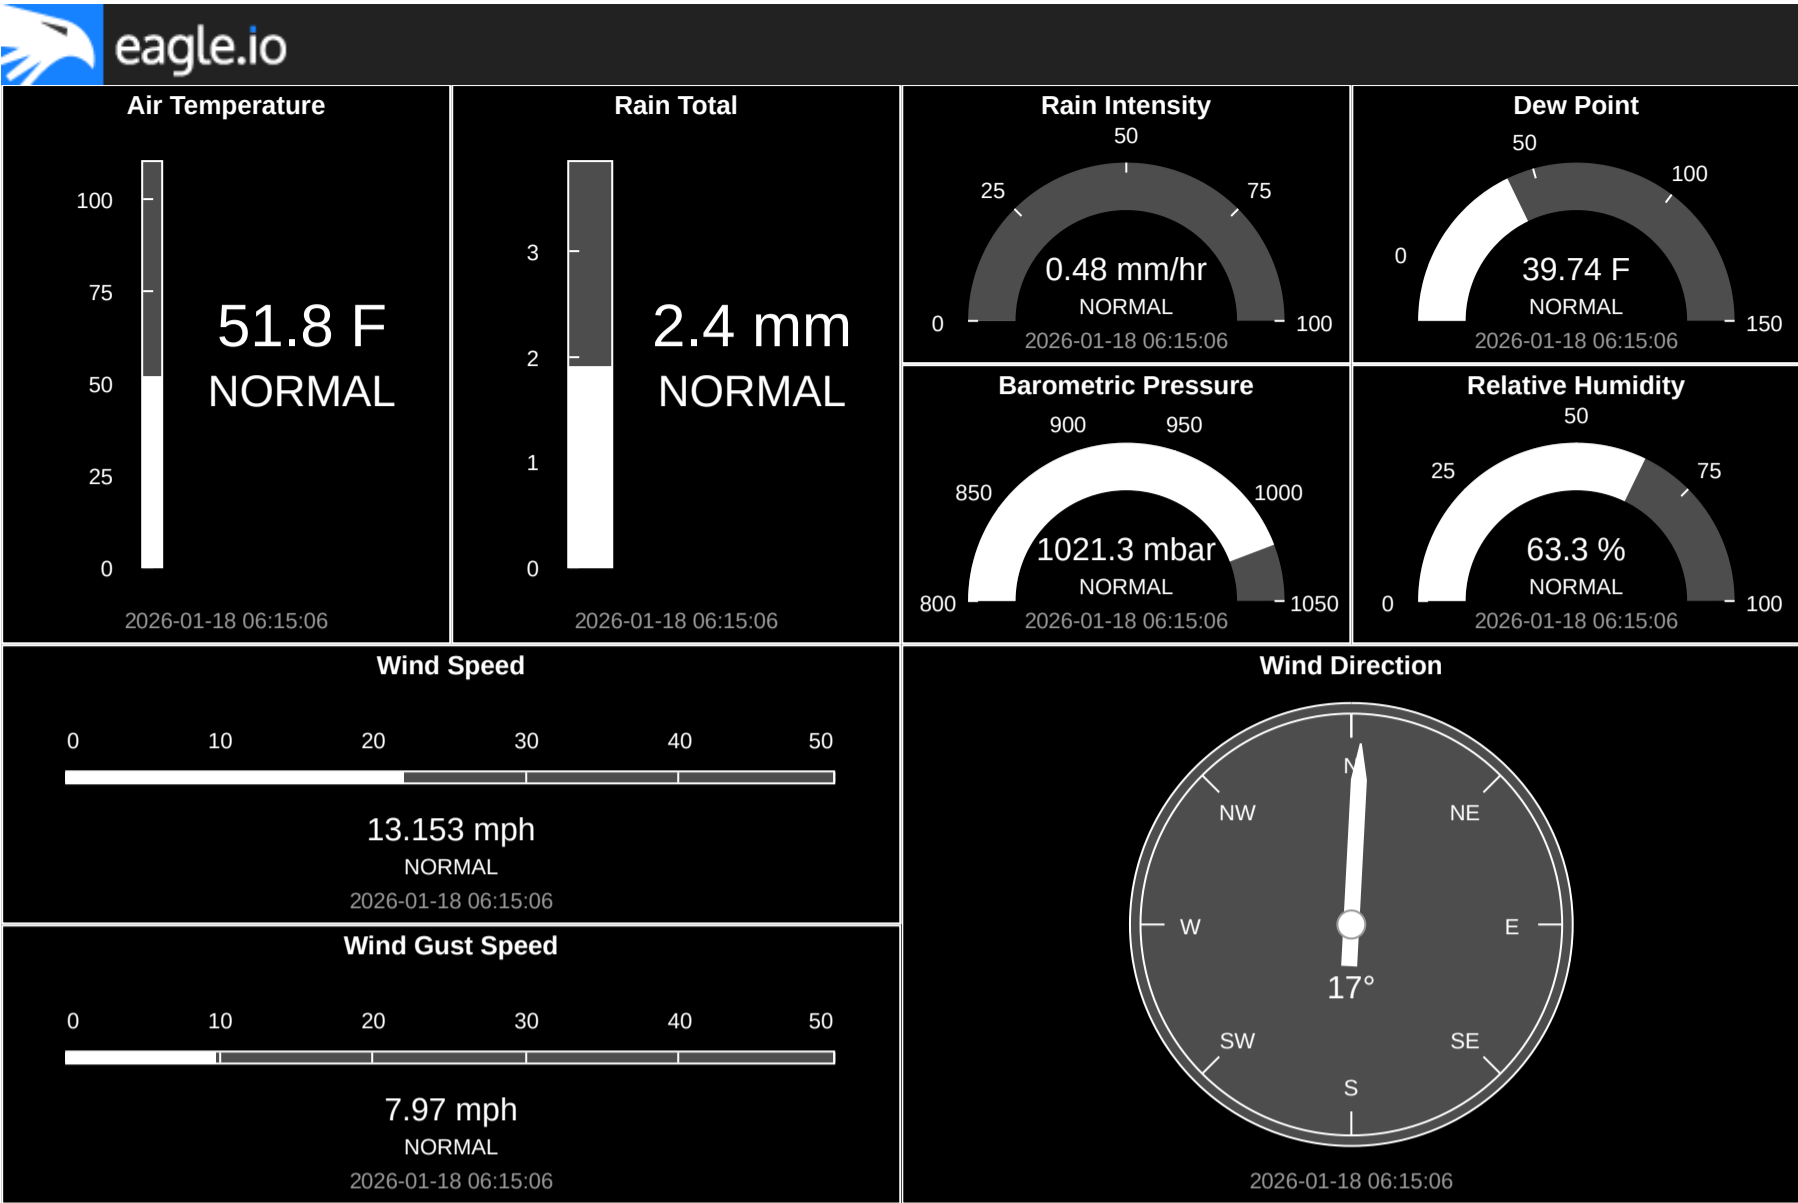 eagle.io
Air Temperature
100
75
50
25
0
51.8 F
NORMAL
2026-01-18 06:15:06
Rain Total
3
2
1
0
2.4 mm
NORMAL
2026-01-18 06:15:06
Rain Intensity
50
25
75
0
100
0.48 mm/hr
NORMAL
2026-01-18 06:15:06
Dew Point
50
100
0
150
39.74 F
NORMAL
2026-01-18 06:15:06
Barometric Pressure
900
950
850
1000
800
1050
1021.3 mbar
NORMAL
2026-01-18 06:15:06
Relative Humidity
50
25
75
0
100
63.3 %
NORMAL
2026-01-18 06:15:06
Wind Speed
0 10 20 30 40 50
13.153 mph
NORMAL
2026-01-18 06:15:06
Wind Gust Speed
0 10 20 30 40 50
7.97 mph
NORMAL
2026-01-18 06:15:06
Wind Direction
N
NW
NE
W
E
17°
SW
SE
S
2026-01-18 06:15:06